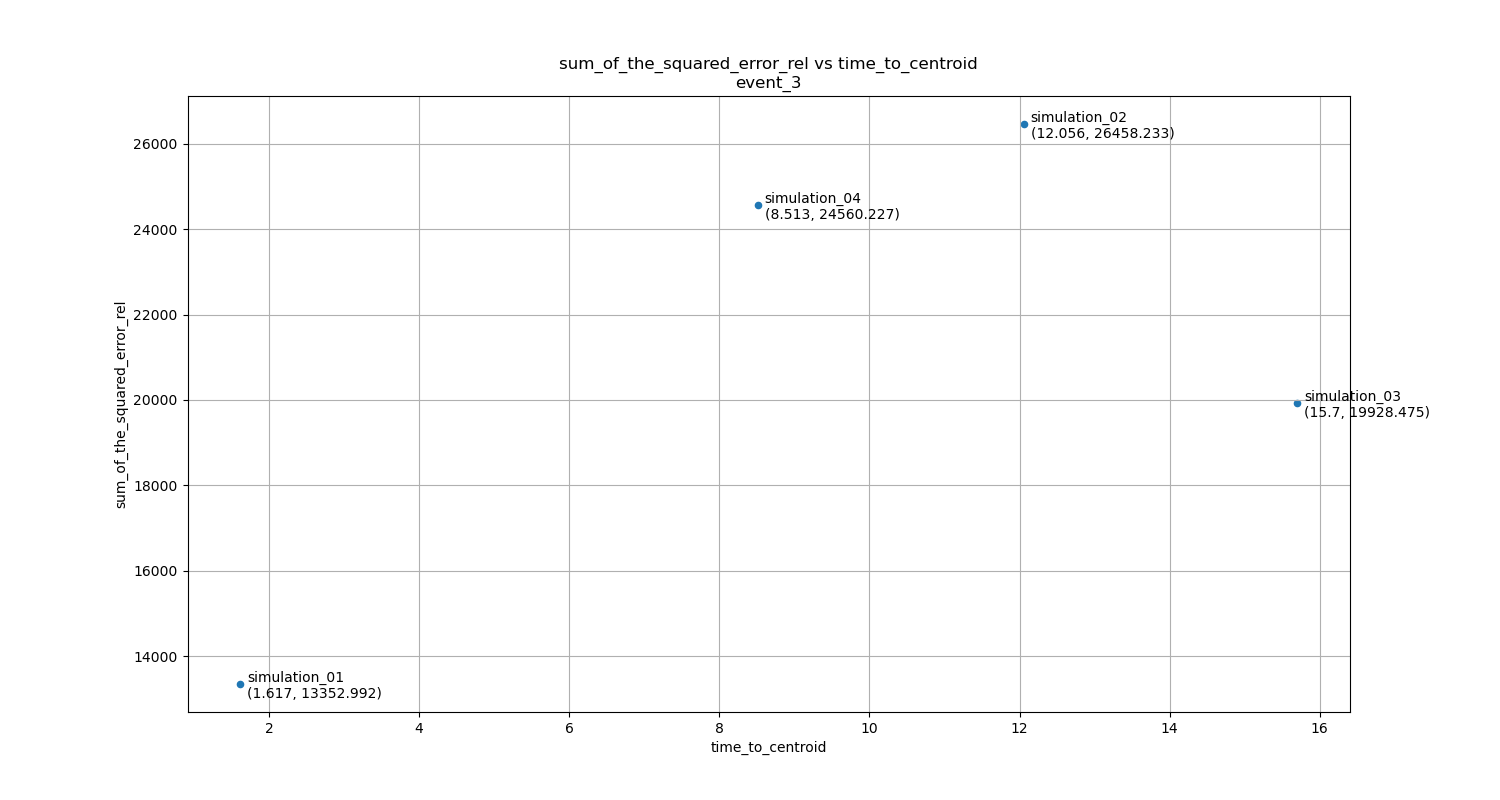 sum_of_the_squared_error_rel vs time_to_centroid
event_3
simulation_02
(12.056, 26458.233)
26000
simulation_04
(8.513, 24560.227)
24000
22000
sum_of_the_squared_error_rel
simulation_03
20000
(15.7, 19928.475)
18000
16000
14000
simulation_01
(1.617, 13352.992)
2 4 6 8 10 12 14 16
time_to_centroid